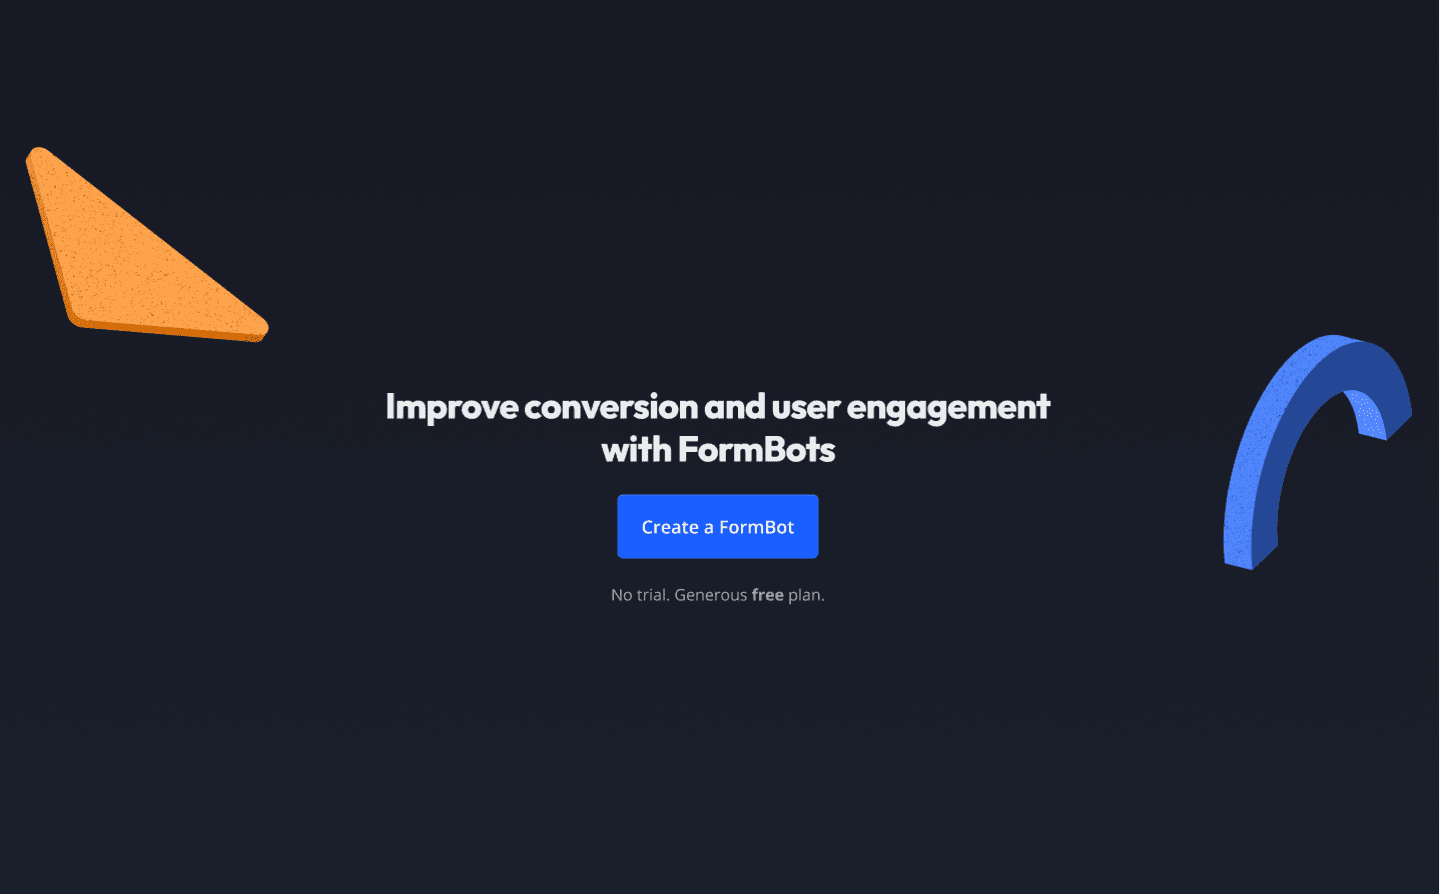 Improve conversion and user engagement
with FormBots
Create a FormBot
No trial. Generous free plan.